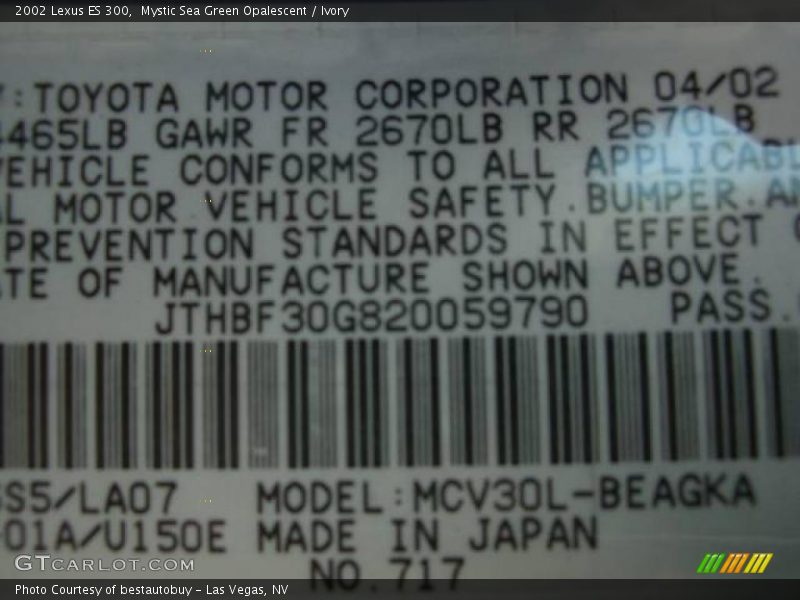 2002 Lexus ES 300,  Mystic Sea Green Opalescent / Ivory
: TOYOTA MOTOR CORPORATION 04/02
4465LB GAWR FR 2670LB RR 2670LB
VEHICLE CONFORMS TO ALL APPLICABL
L MOTOR VEHICLE SAFETY.BUMPER.AN
PREVENTION STANDARDS IN EFFECT
TE OF MANUFACTURE SHOWN ABOVE.
JTHBF30G820059790 PASS.
S5/LA07 MODEL:MCV30L-BEAGKA
01A/U150E MADE IN JAPAN
NO.717
GTCARLOT.COM
Photo Courtesy of bestautobuy - Las Vegas, NV